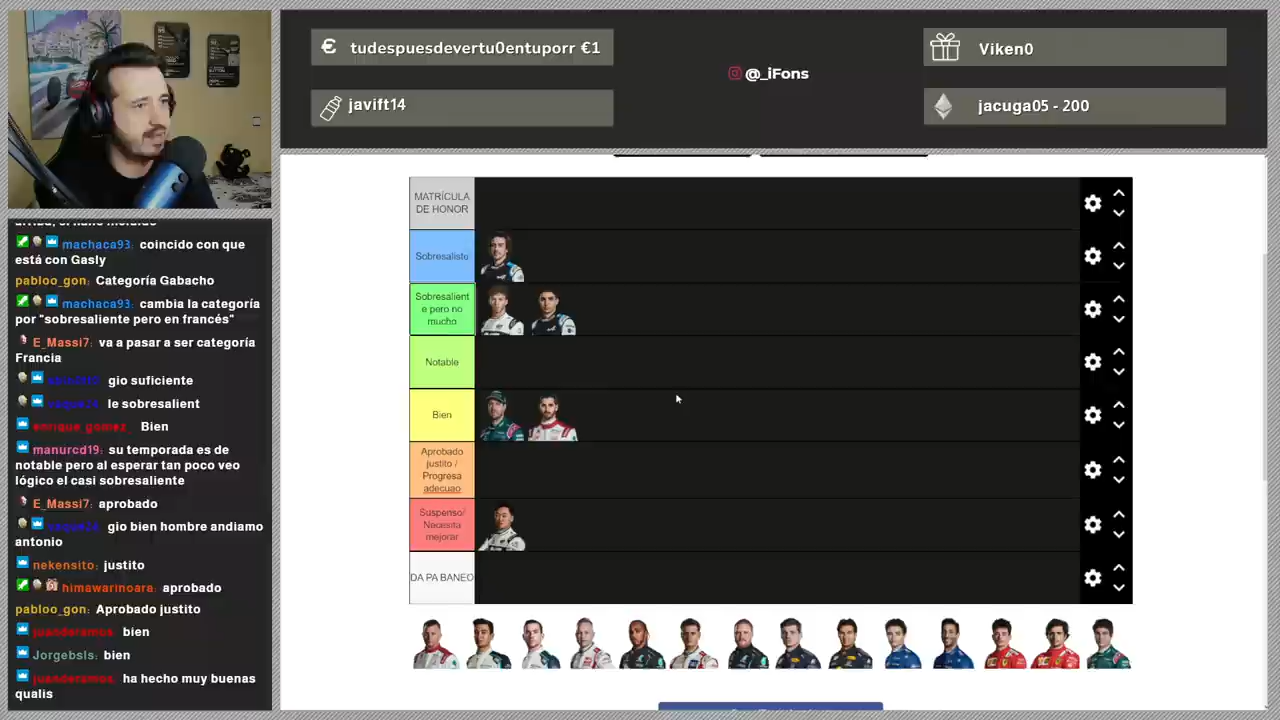 € tudespuesdevertu0entuporr €1
Viken0
@_iFons
javift14
jacuga05 - 200
machaca93: coincido con que
está con Gasly
pabloo_gon: Categoría Gabacho
machaca93: cambia la categoría
por "sobresaliente pero en francés"
E_Massi7: va a pasar a ser categoría
Francia
gio suficiente
le sobresalient
enrique_gomez_: Bien
manurcd19: su temporada es de
notable pero al esperar tan poco veo
lógico el casi sobresaliente
E_Massi7: aprobado
gio bien hombre andiamo
antonio
nekensito: justito
himawarinoara: aprobado
pabloo_gon: Aprobado justito
juanderamos: bien
Jorgebsls: bien
juanderamos: ha hecho muy buenas
qualis
MATRÍCULA
DE HONOR
Sobresalisto
Sobresalient
e pero no
mucho
Notable
Bien
Aprobado
justito /
Progresa
adecuao
Suspenso/
Necesita
mejorar
DA PA BANEO